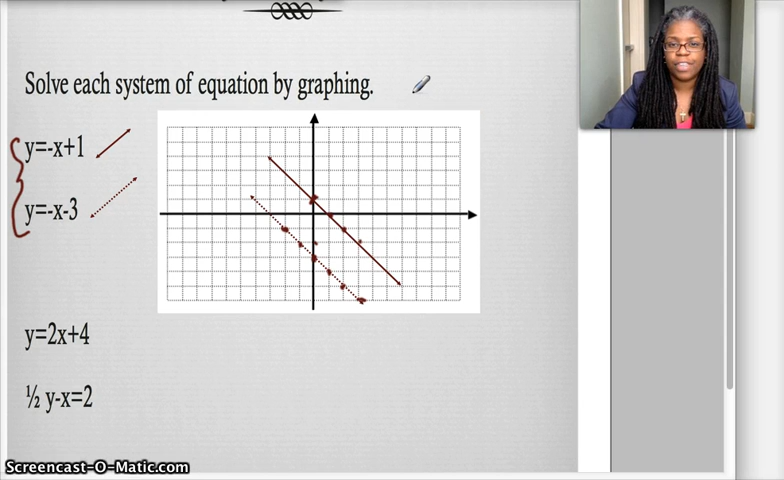 Solve each system of equation by graphing.
y=-x+1
y=-x-3
y=2x+4
½ y-x=2
Screencast-O-Matic.com